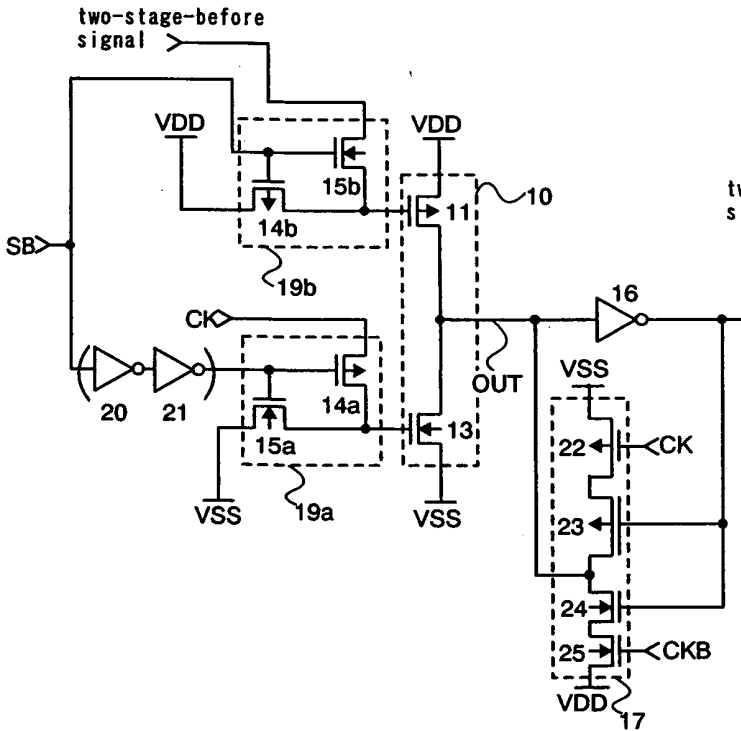 two-stage-before
signal
VDD
VDD
15b
10
11
14b
SB
19b
16
CK
OUT
VSS
20
21
14a
15a
13
22
CK
VSS
19a
VSS
23
24
25
CKB
VDD
17